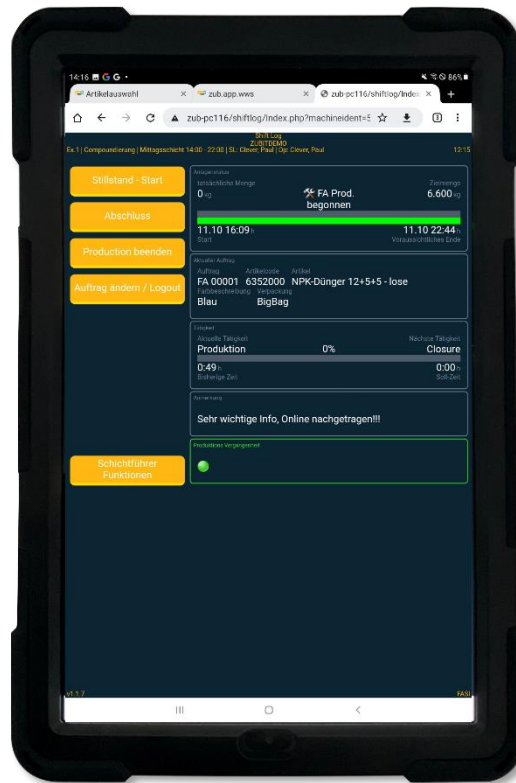 14:16
86%
Artikelauswahl
zub.app.wws
zub-pc116/shiftlog/Index
zub-pc116/shiftlog/Index.php?machineident=5
Shift Log
ZUBITDEMO
Ex.1 | Compoundierung | Mittagsschicht 14:00 - 22:00 | SL: Clever, Paul | Op: Clever, Paul
12:15
Stillstand - Start
Abschluss
Production beenden
Auftrag ändern / Logout
Schichtführer
Funktionen
Anlagenstatus
tatsächliche Menge
Zielmenge
0 kg
FA Prod.
begonnen
6.600 kg
11.10 16:09 h
11.10 22:44 h
Start
Voraussichtliches Ende
Aktueller Auftrag
Auftrag Artikelcode Artikel
FA 00001 6352000 NPK-Dünger 12+5+5 - lose
Farbbeschreibung Verpackung
Blau BigBag
Tätigkeit
Aktuelle Tätigkeit
Nächste Tätigkeit
Produktion 0% Closure
0:49 h
0:00 h
Bisherige Zeit
Soll-Zeit
Anmerkung
Sehr wichtige Info, Online nachgetragen!!!
Produktions Vergangenheit
v1.1.7
FASI